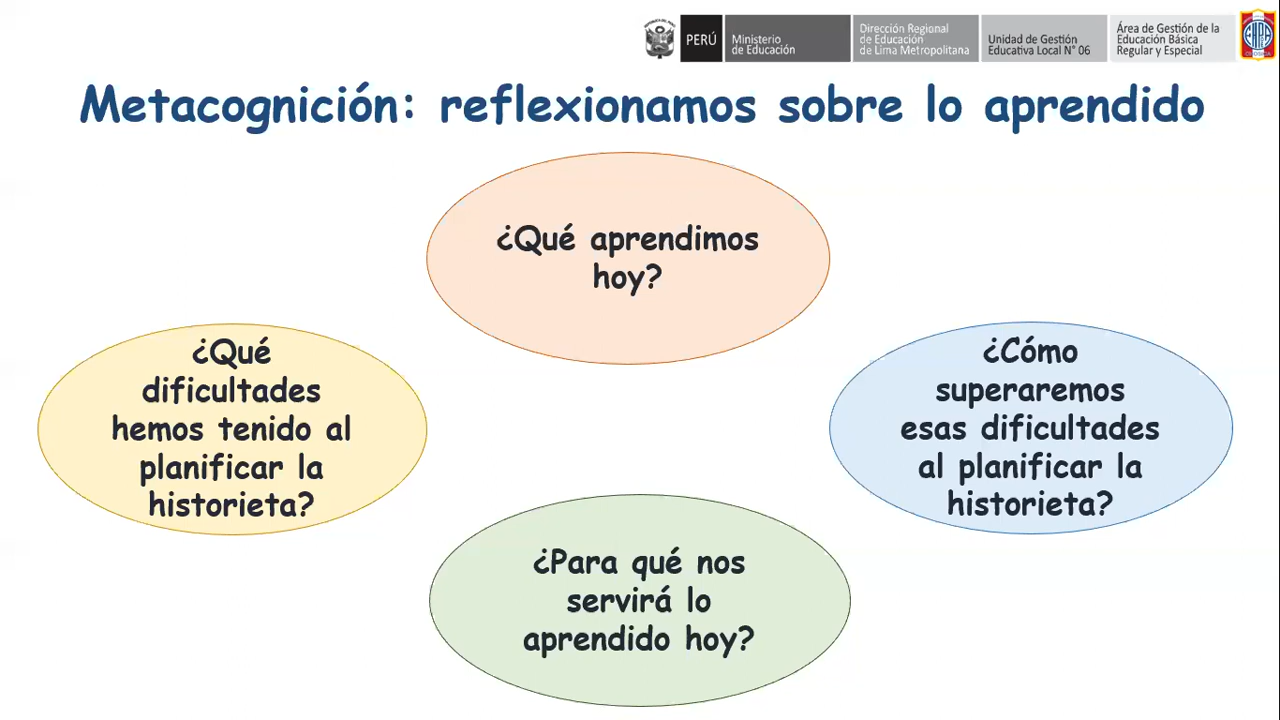 PERÚ
Ministerio
de Educación
Dirección Regional
de Educación
de Lima Metropolitana
Unidad de Gestión
Educativa Local N° 06
Área de Gestión de la
Educación Básica
Regular y Especial
Metacognición: reflexionamos sobre lo aprendido
¿Qué aprendimos
hoy?
¿Qué
dificultades
hemos tenido al
planificar la
historieta?
¿Cómo
superaremos
esas dificultades
al planificar la
historieta?
¿Para qué nos
servirá lo
aprendido hoy?